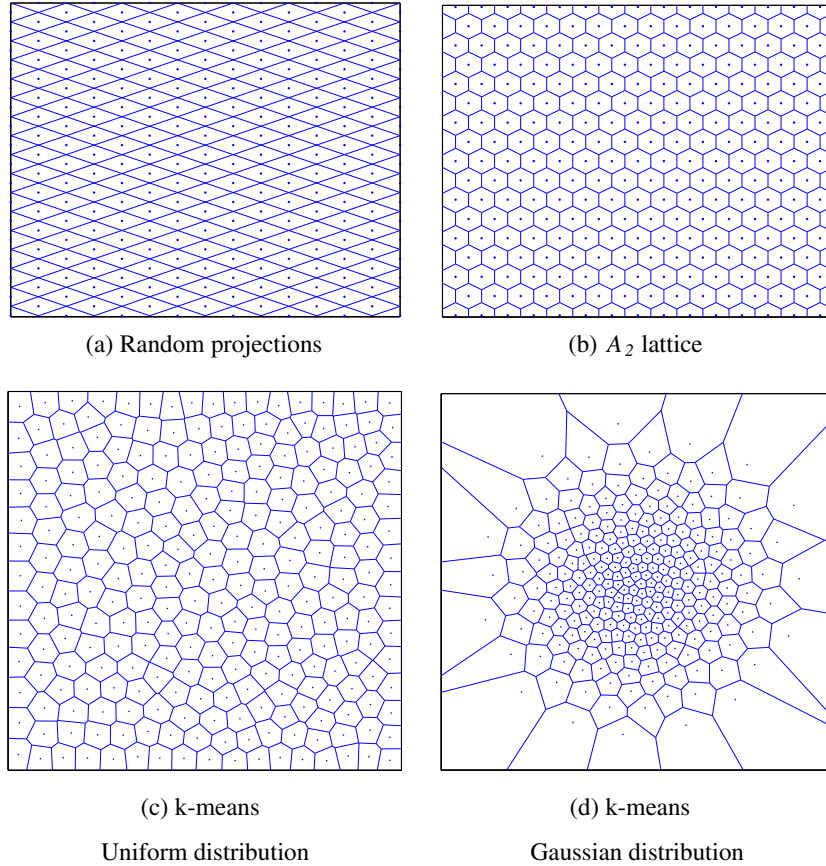 (a) Random projections
(b) A2 lattice
(c) k-means
Uniform distribution
(d) k-means
Gaussian distribution